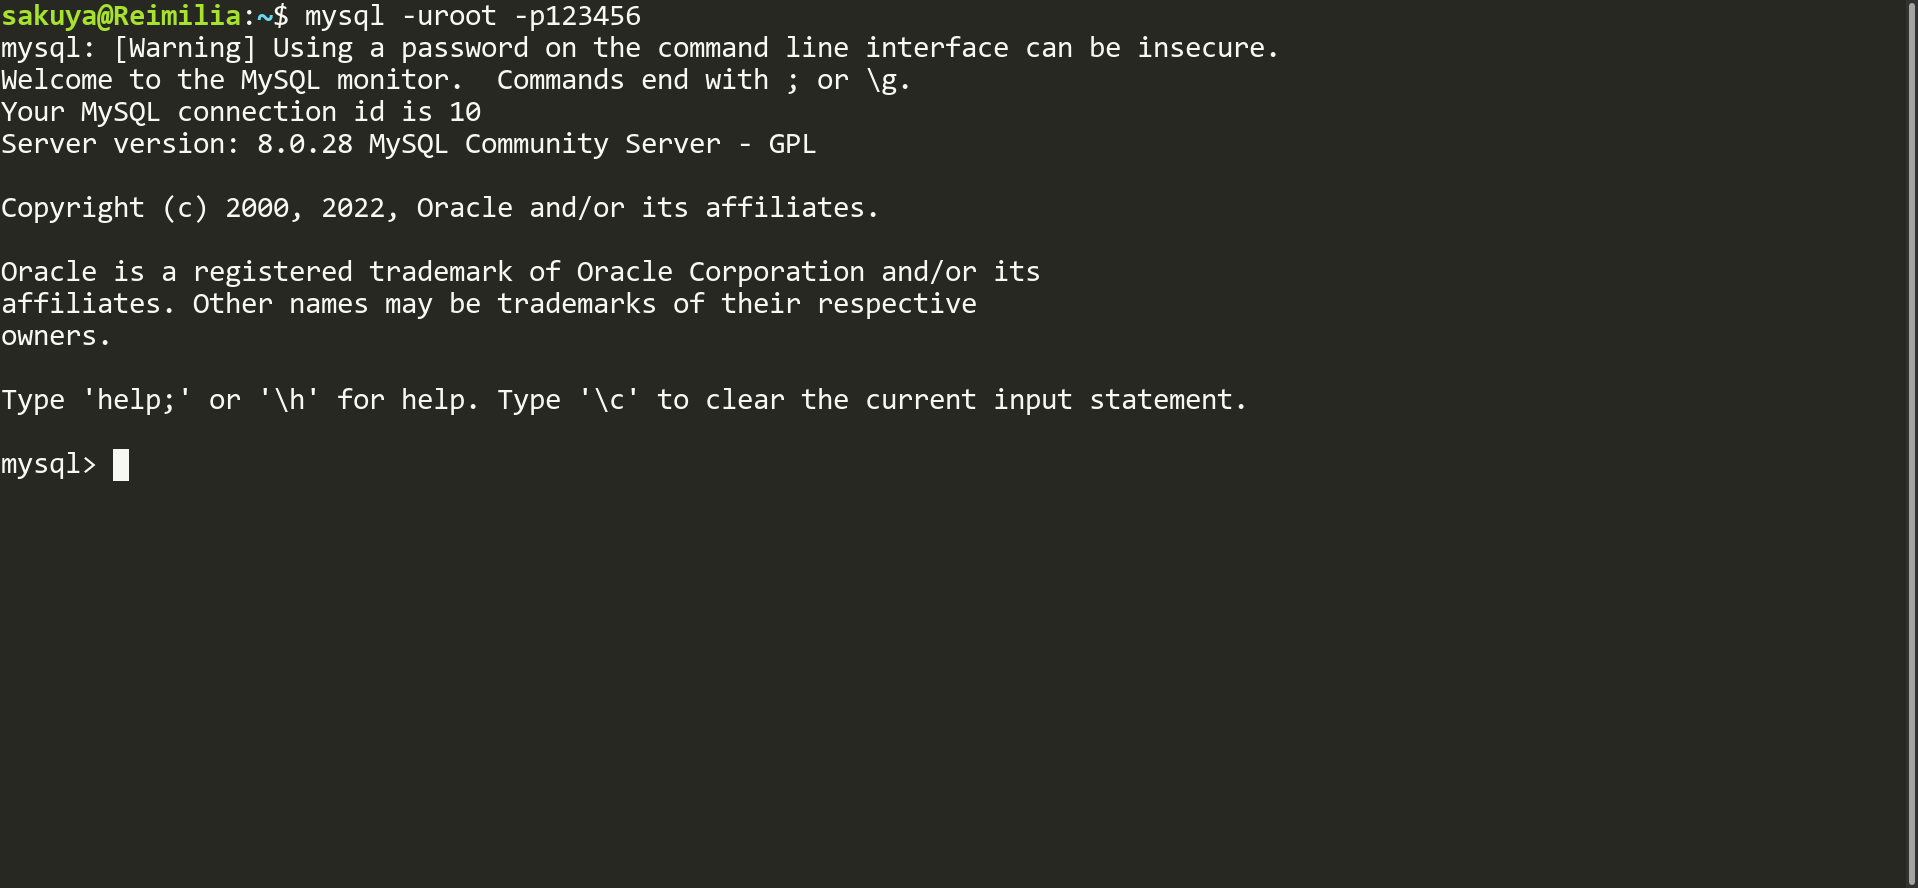 sakuya@Reimilia:~$ mysql -uroot -p123456
mysql: [Warning] Using a password on the command line interface can be insecure.
Welcome to the MySQL monitor.  Commands end with ; or \g.
Your MySQL connection id is 10
Server version: 8.0.28 MySQL Community Server - GPL
Copyright (c) 2000, 2022, Oracle and/or its affiliates.
Oracle is a registered trademark of Oracle Corporation and/or its
affiliates. Other names may be trademarks of their respective
owners.
Type 'help;' or '\h' for help. Type '\c' to clear the current input statement.
mysql>